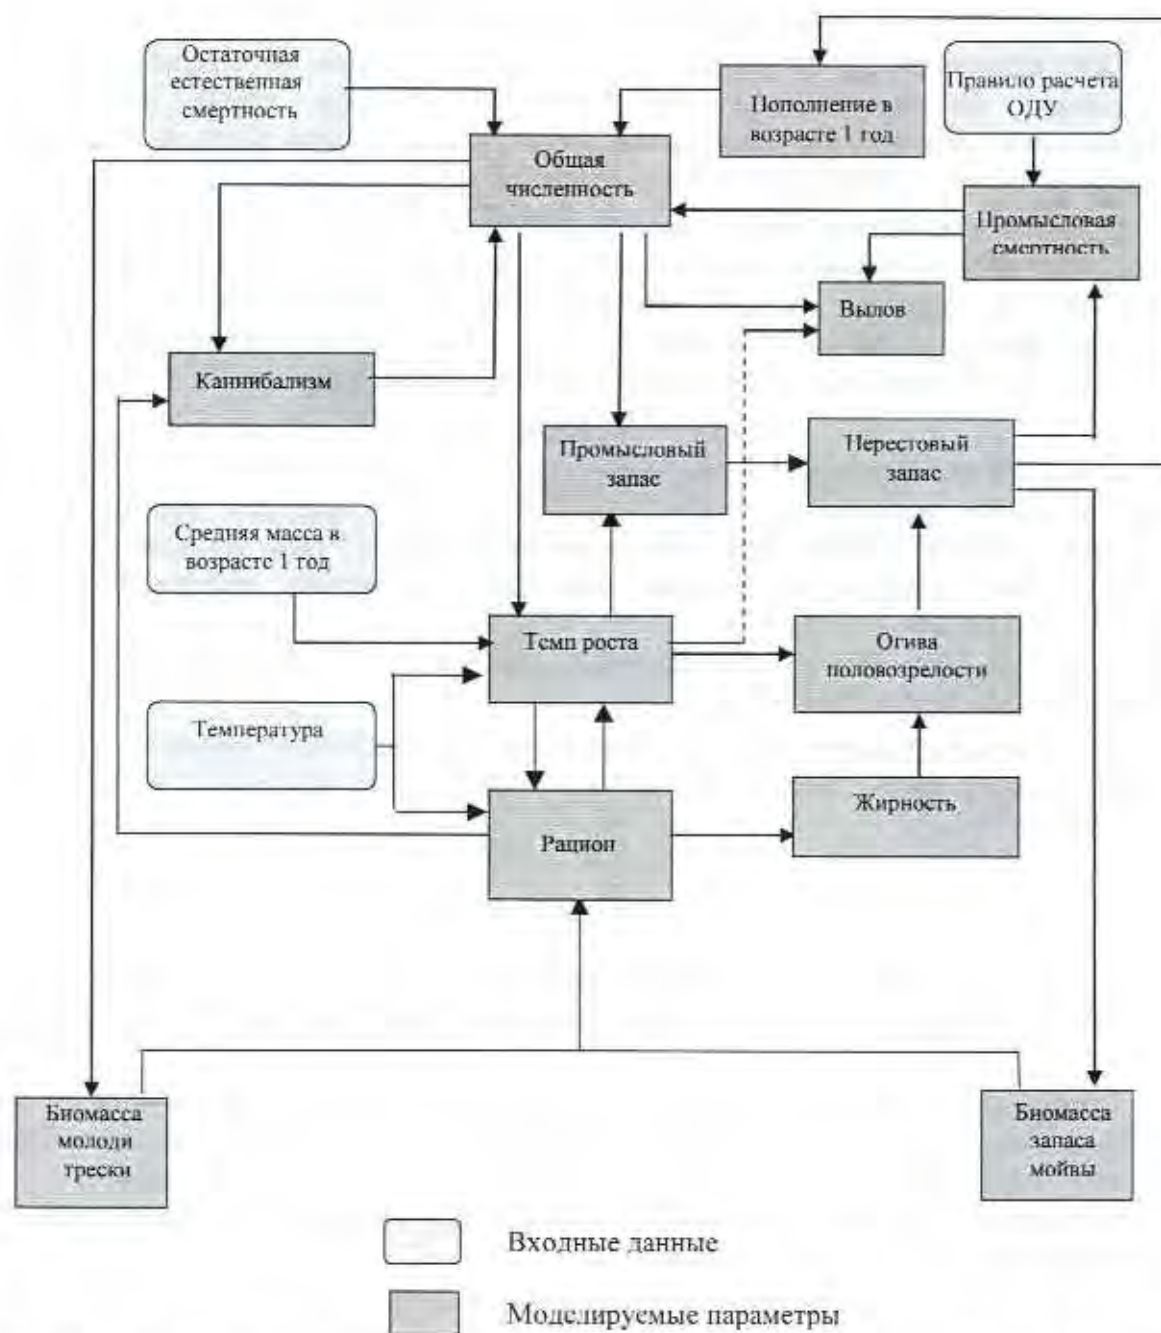 Остаточная
естественная
смертность
Пополнение в
возрасте 1 год
Правило расчета
ОДУ
Общая
численность
Промысловая
смертность
Вылов
Каннибализм
Промысловый
запас
Нерестовый
запас
Средняя масса в
возрасте 1 год
Темп роста
Огива
половозрелости
Температура
Жирность
Рацион
Биомасса
молоди
трески
Биомасса
запаса
мойвы
Входные данные
Моделируемые параметры